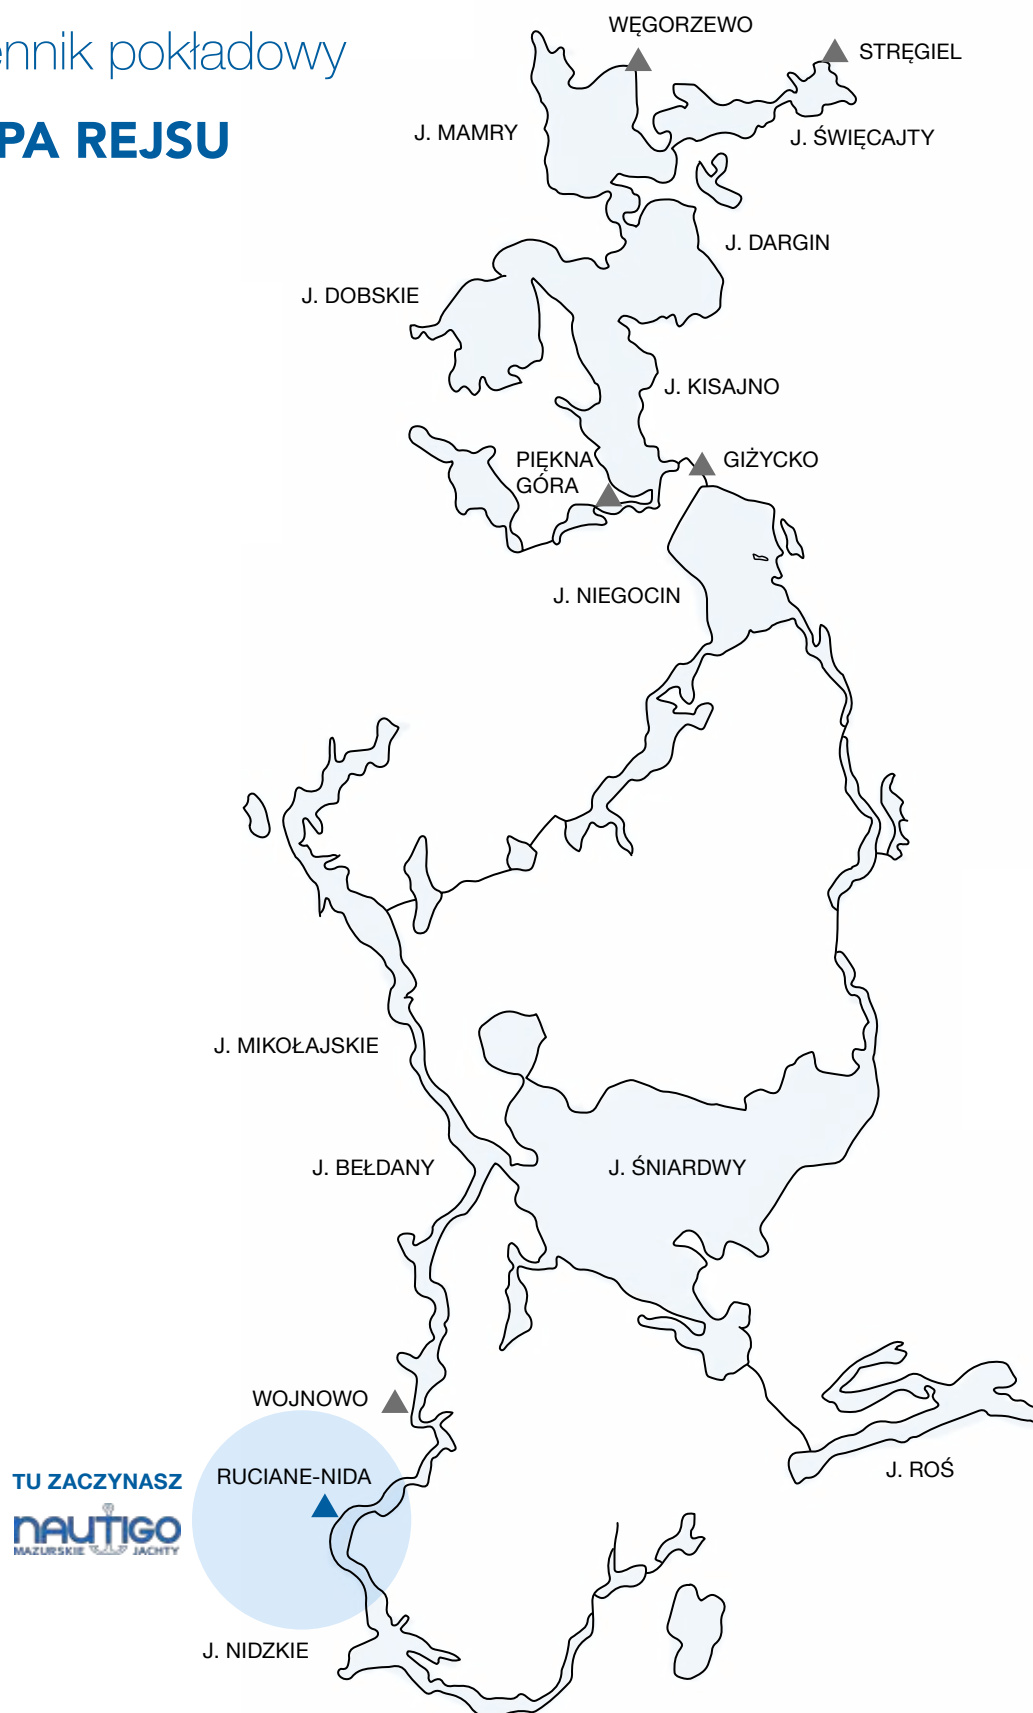 ennik pokładowy
PA REJSU
WĘGORZEWO
STRĘGIEL
J. MAMRY
J. ŚWIĘCAJTY
J. DARGIN
J. DOBSKIE
J. KISAJNO
PIĘKNA
GÓRA
GIŻYCKO
J. NIEGOCIN
J. MIKOŁAJSKIE
J. BEŁDANY
J. ŚNIARDWY
WOJNOWO
J. ROŚ
RUCIANE-NIDA
TU ZACZYNASZ
NAUTIGO
MAZURSKIE JACHTY
J. NIDZKIE